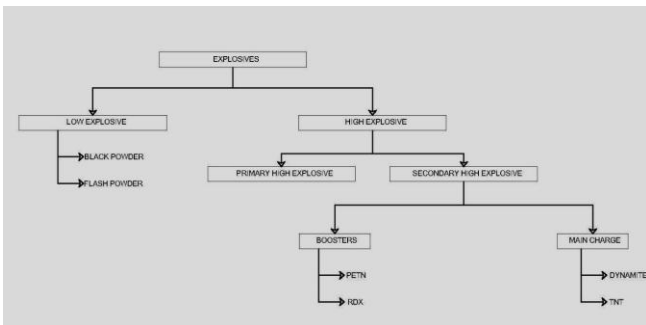 EXPLOSIVES
LOW EXPLOSIVE
HIGH EXPLOSIVE
BLACK POWDER
FLASH POWDER
PRIMARY HIGH EXPLOSIVE
SECONDARY HIGH EXPLOSIVE
BOOSTERS
MAIN CHARGE
PETN
DYNAMITE
RDX
TNT